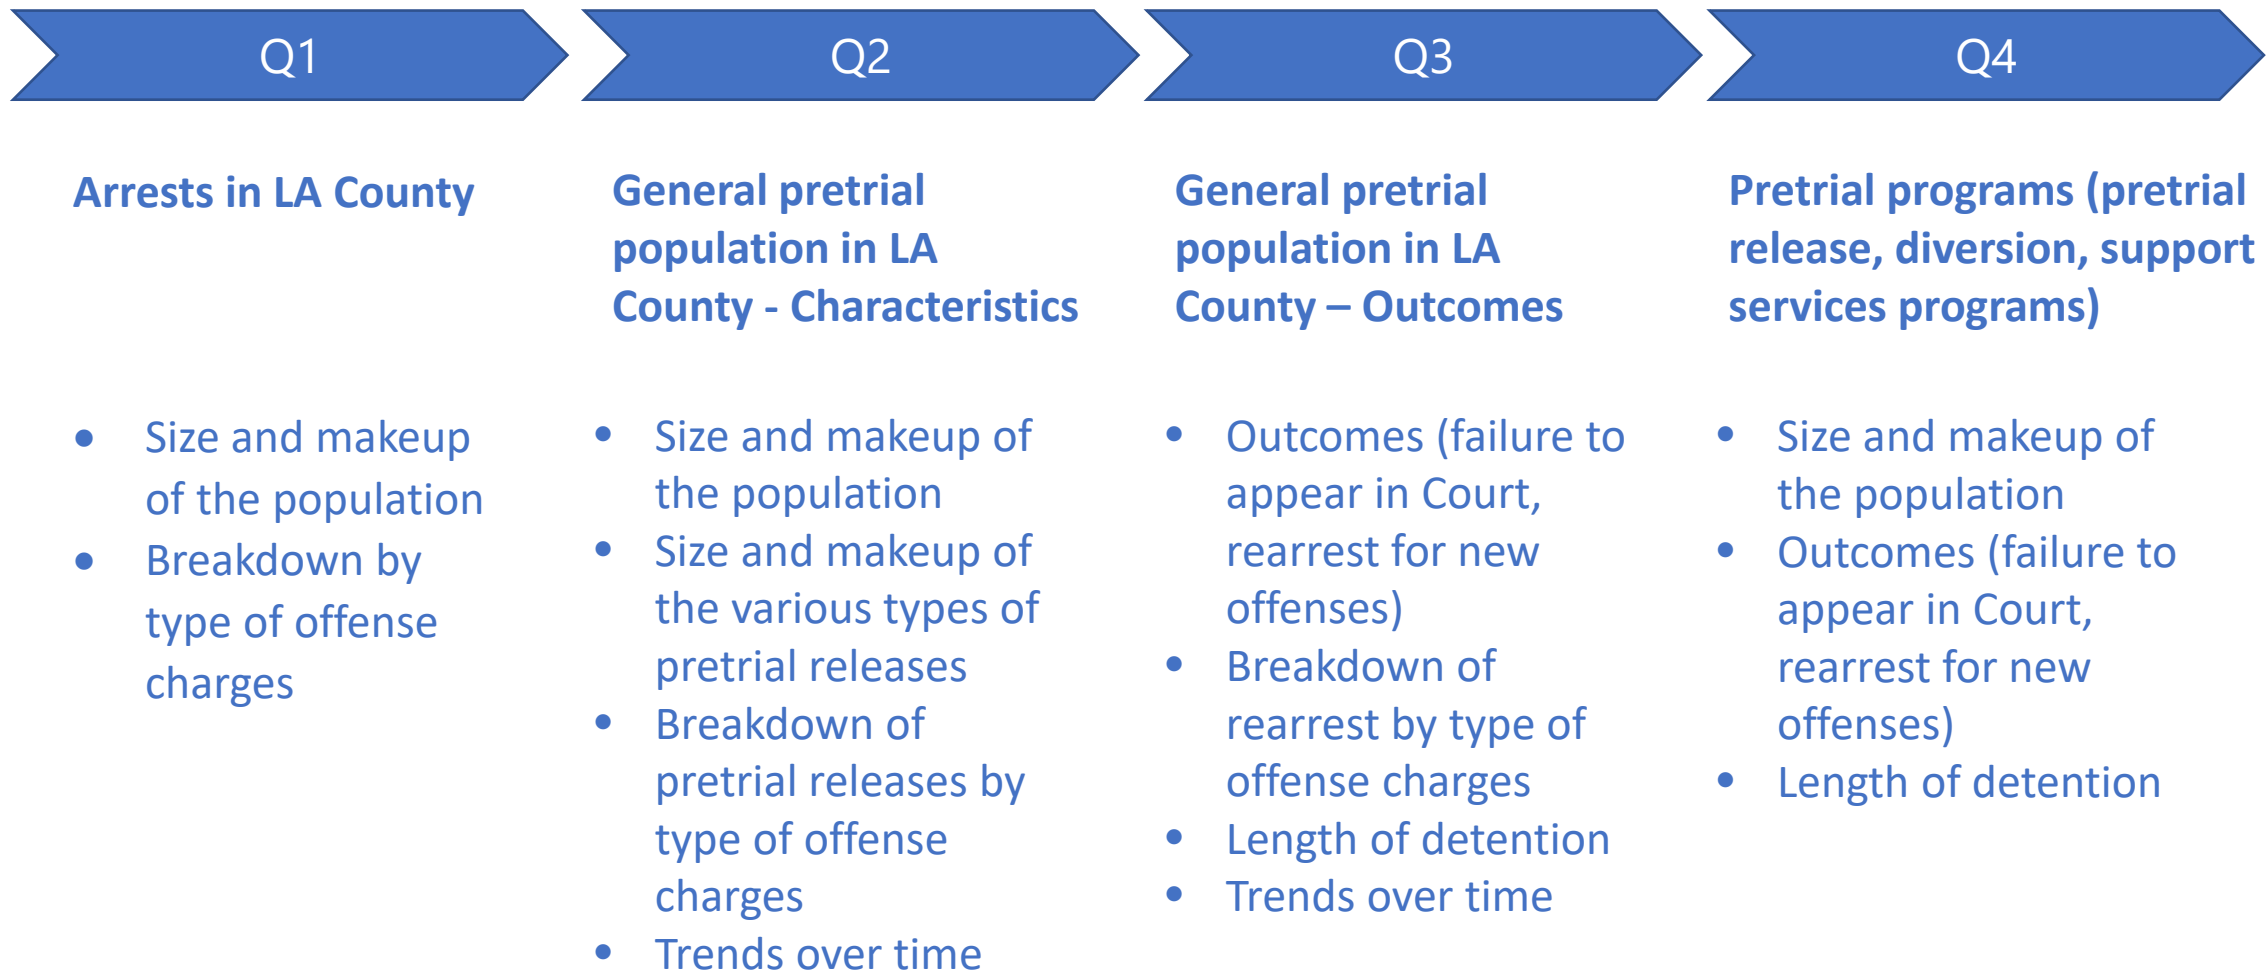 Q1
Q2
Q3
Q4
Arrests in LA County
General pretrial
population in LA
County - Characteristics
General pretrial
population in LA
County – Outcomes
Pretrial programs (pretrial
release, diversion, support
services programs)
• Size and makeup
of the population
• Breakdown by
type of offense
charges
• Size and makeup of
the population
• Size and makeup of
the various types of
pretrial releases
• Breakdown of
pretrial releases by
type of offense
charges
• Trends over time
• Outcomes (failure to
appear in Court,
rearrest for new
offenses)
• Breakdown of
rearrest by type of
offense charges
• Length of detention
• Trends over time
• Size and makeup of
the population
• Outcomes (failure to
appear in Court,
rearrest for new
offenses)
• Length of detention